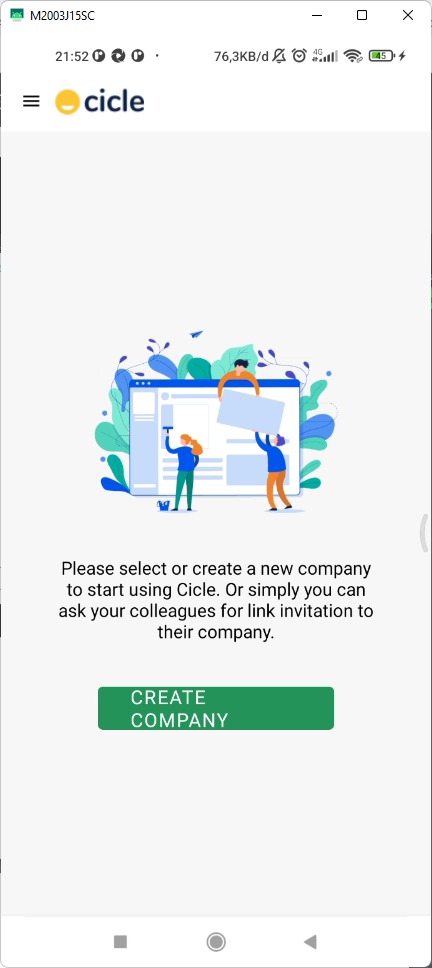 M2003J15SC
21:52
76,3KB/d
4G
45
cicle
Please select or create a new company
to start using Cicle. Or simply you can
ask your colleagues for link invitation to
their company.
CREATE
COMPANY